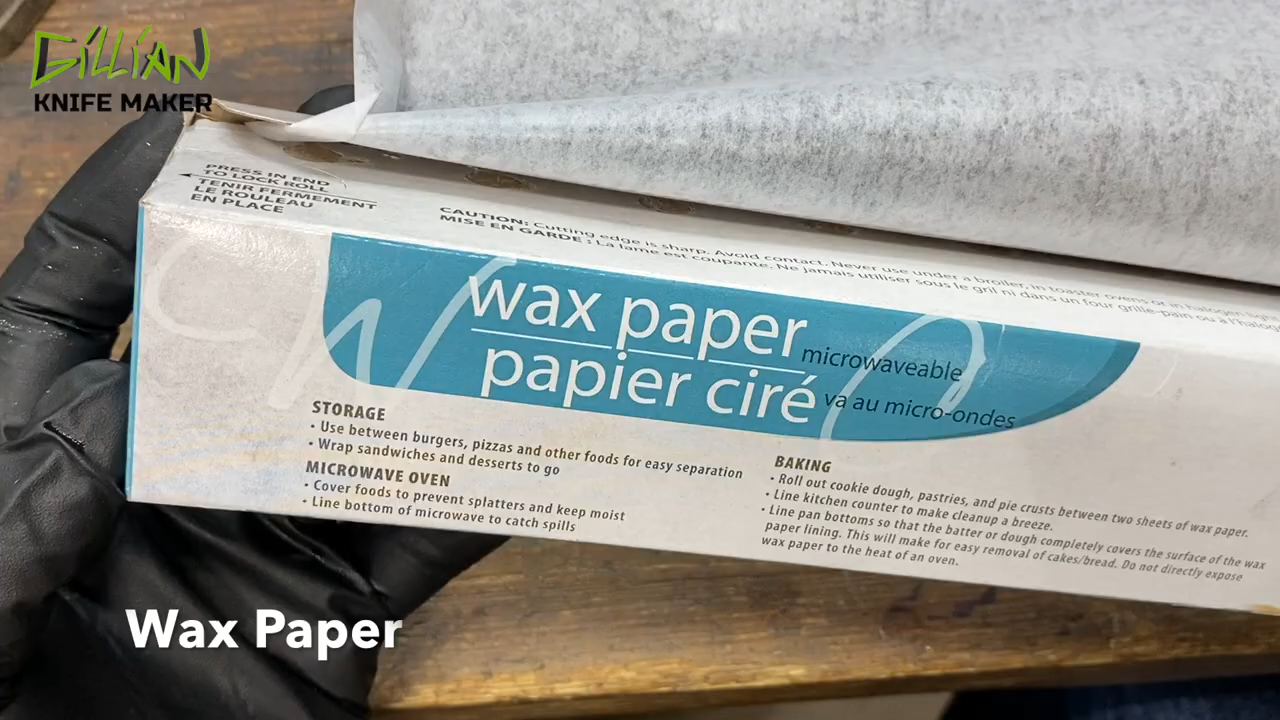 GILLIAN
KNIFE MAKER
PRESS IN END
TO LOCK ROLL
TENIR FERMEMENT
LE ROULEAU
EN PLACE
CAUTION: Cutting edge is sharp. Avoid contact. Never use under a broiler, in toaster ovens or in halogen
MISE EN GARDE : La lame est coupante. Ne jamais utiliser sous le gril ni dans un four grille-pain ou à
wax paper
microwaveable
papier ciré
va au micro-ondes
STORAGE
• Use between burgers, pizzas and other foods for easy separation
• Wrap sandwiches and desserts to go
MICROWAVE OVEN
• Cover foods to prevent splatters and keep moist
• Line bottom of microwave to catch spills
BAKING
• Roll out cookie dough, pastries, and pie crusts between two sheets of wax paper.
• Line kitchen counter to make cleanup a breeze.
• Line pan bottoms so that the batter or dough completely covers the surface of the wax
paper lining. This will make for easy removal of cakes/bread. Do not directly expose
wax paper to the heat of an oven.
Wax Paper